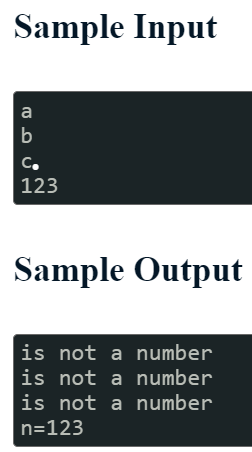 Sample Input
a
b
c.
123
Sample Output
is not a number
is not a number
is not a number
n=123